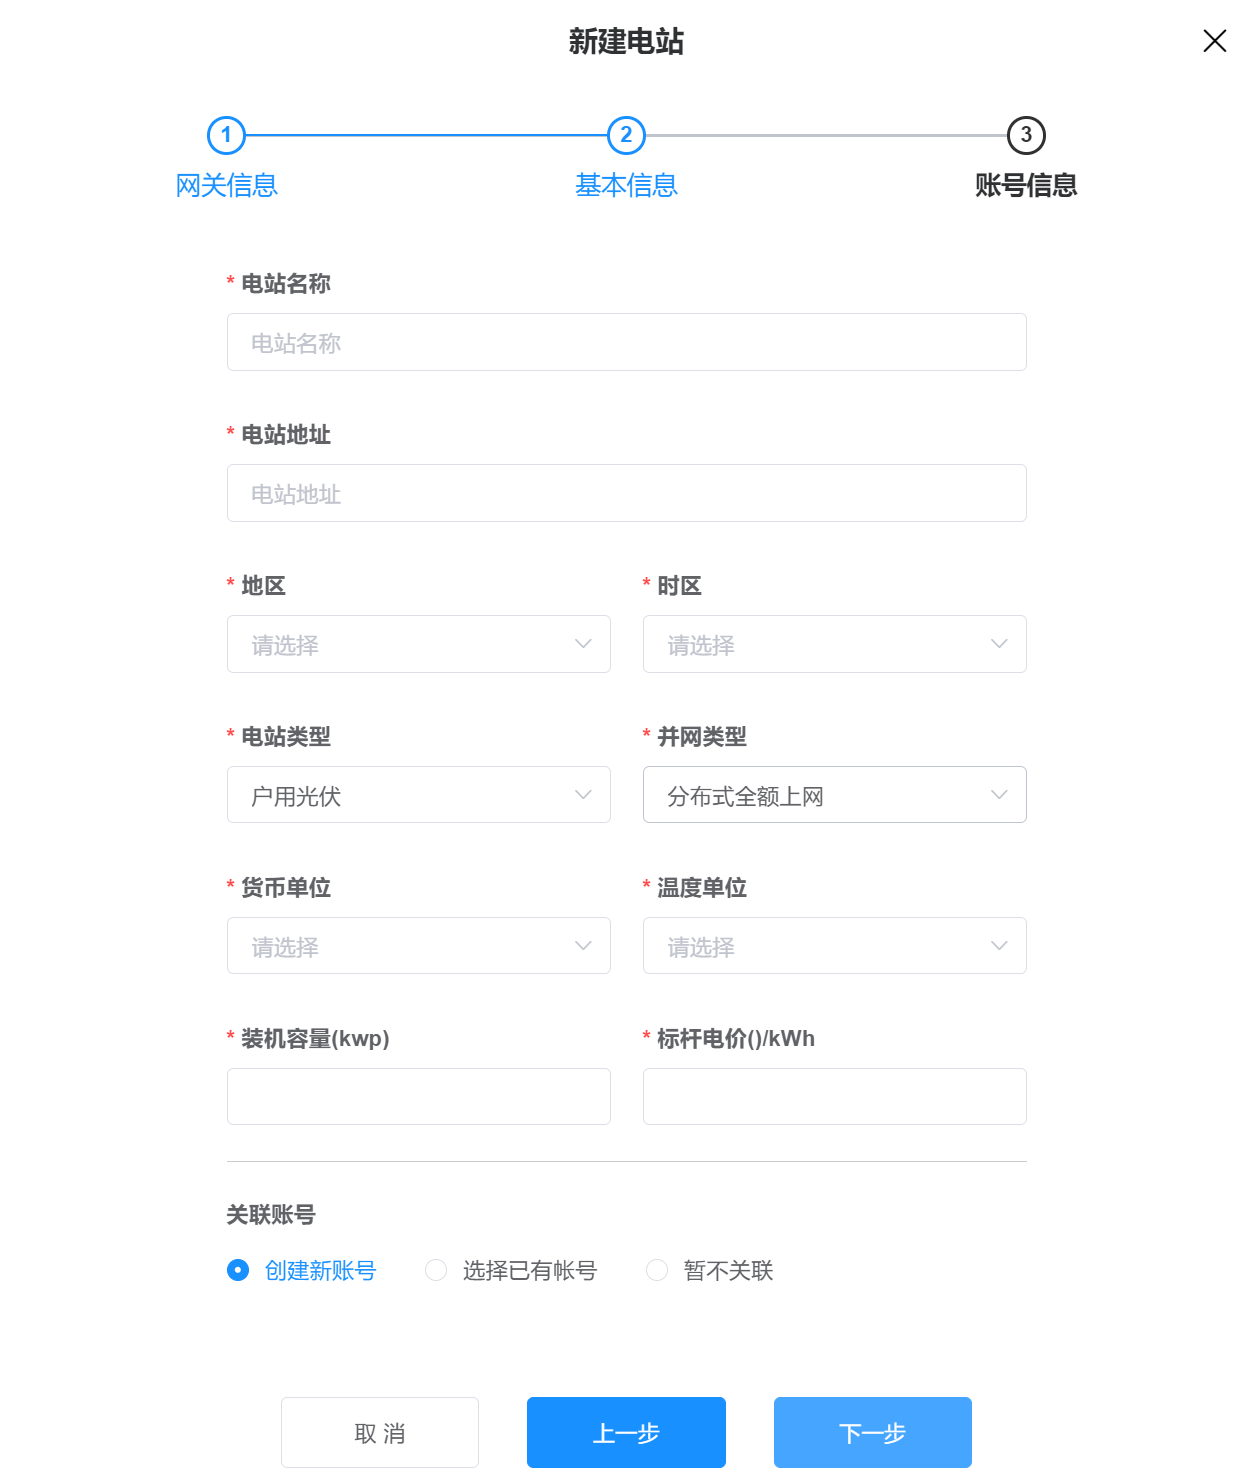 新建电站
1
2
3
网关信息
基本信息
账号信息
* 电站名称
电站名称
* 电站地址
电站地址
* 地区
* 时区
请选择
请选择
* 电站类型
* 并网类型
户用光伏
分布式全额上网
* 货币单位
* 温度单位
请选择
请选择
* 装机容量(kwp)
* 标杆电价()/kWh
关联账号
创建新账号
选择已有帐号
暂不关联
取 消
上一步
下一步